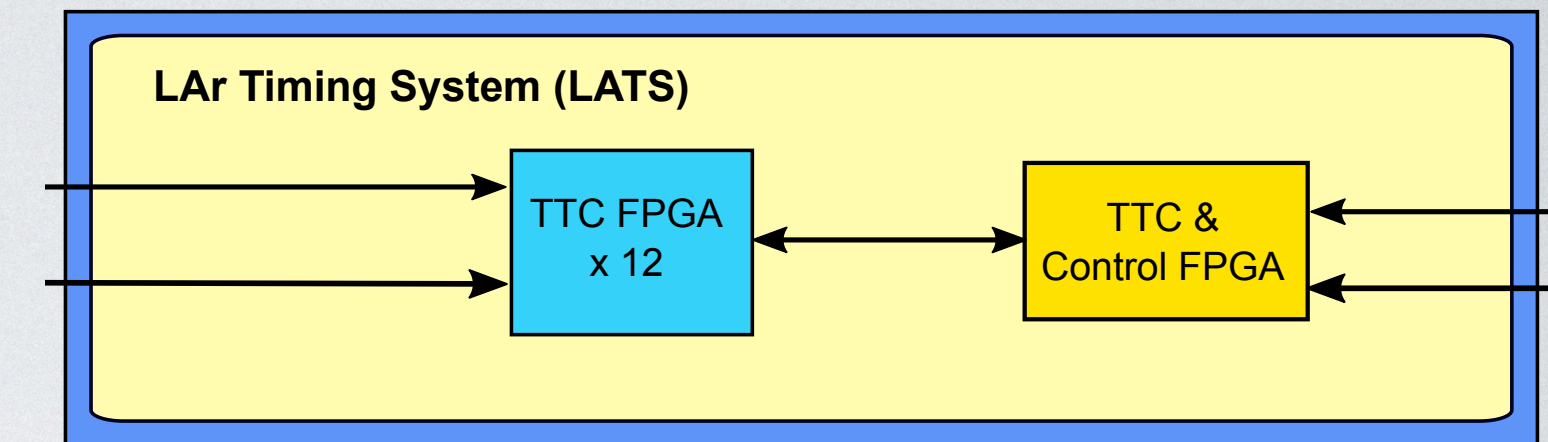 LAr Timing System (LATS)
TTC FPGA
x 12
TTC &
Control FPGA